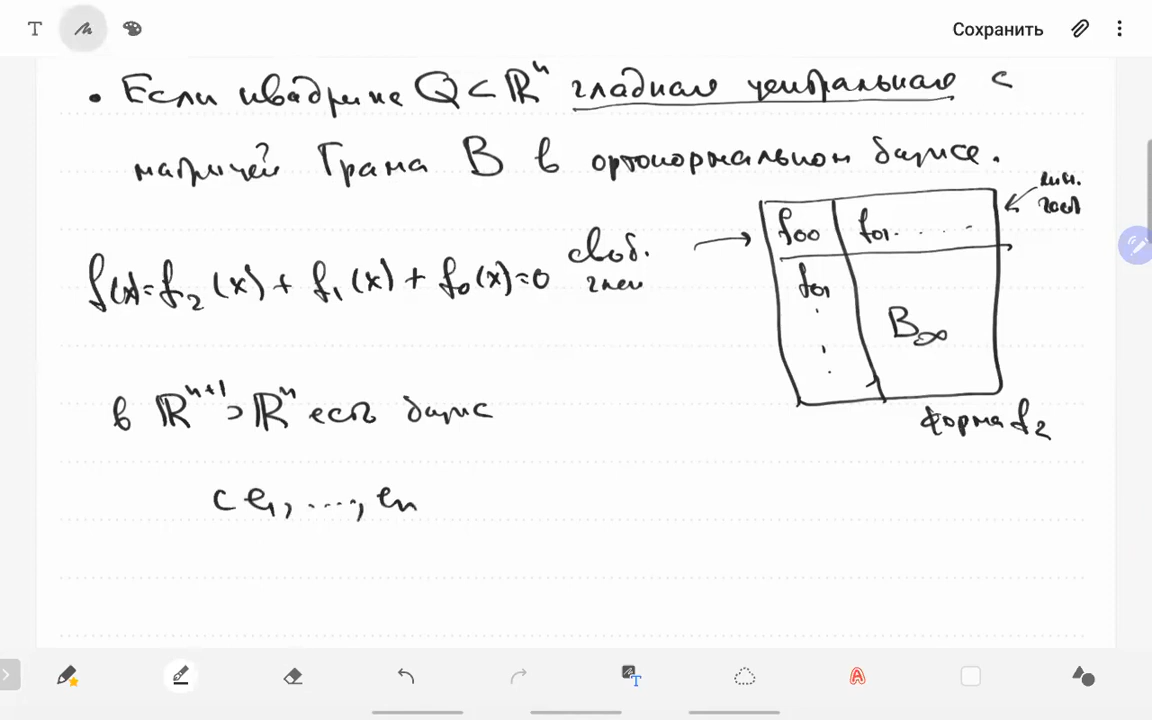 Сохранить
• Если квадрика Q ⊂ ℝⁿ гладкая центральная с
матрицей Грама B в ортонормальном базисе.
лин.
f₀₀ f₀₁ . . . .
своб.
f(x)=f₂(x) + f₁(x) + f₀(x)=0
член
f₀₁
B∞
форма f₂
в ℝⁿ⁺¹ ⊃ ℝⁿ есть базис
с e₁, ...., eₙ